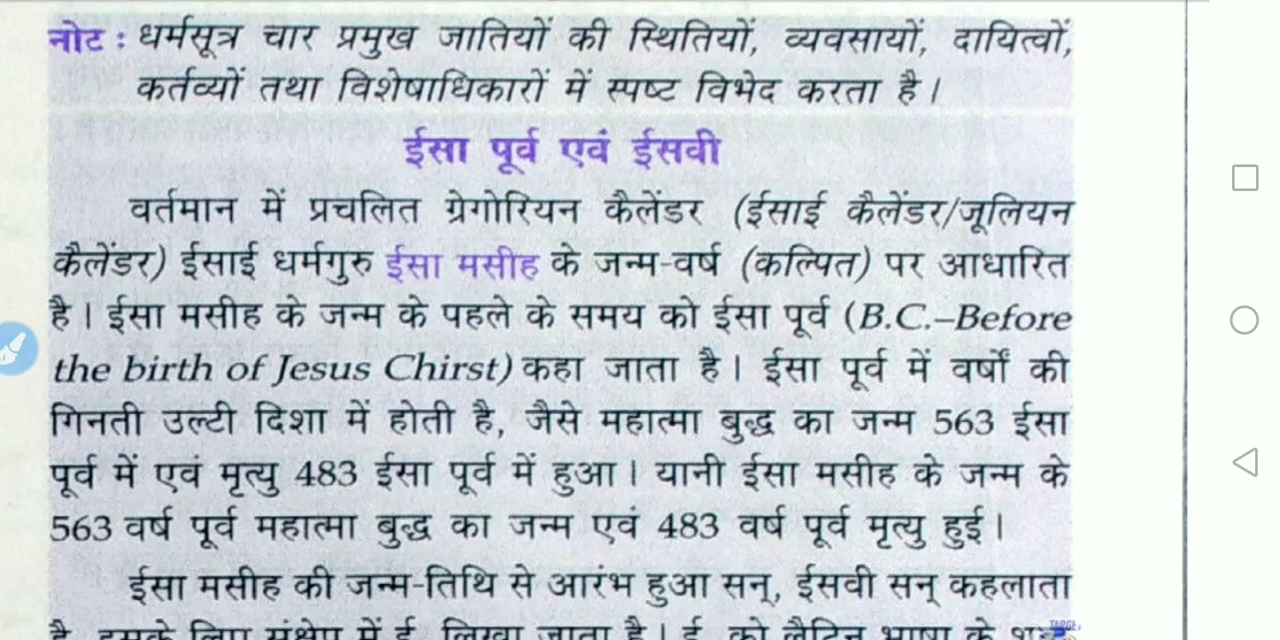 नोट : धर्मसूत्र चार प्रमुख जातियों की स्थितियों, व्यवसायों, दायित्वों,
कर्तव्यों तथा विशेषाधिकारों में स्पष्ट विभेद करता है।
ईसा पूर्व एवं ईसवी
वर्तमान में प्रचलित ग्रेगोरियन कैलेंडर (ईसाई कैलेंडर/जूलियन
कैलेंडर) ईसाई धर्मगुरु ईसा मसीह के जन्म-वर्ष (कल्पित) पर आधारित
है। ईसा मसीह के जन्म के पहले के समय को ईसा पूर्व (B.C.–Before
the birth of Jesus Chirst) कहा जाता है। ईसा पूर्व में वर्षों की
गिनती उल्टी दिशा में होती है, जैसे महात्मा बुद्ध का जन्म 563 ईसा
पूर्व में एवं मृत्यु 483 ईसा पूर्व में हुआ। यानी ईसा मसीह के जन्म के
563 वर्ष पूर्व महात्मा बुद्ध का जन्म एवं 483 वर्ष पूर्व मृत्यु हुई।
ईसा मसीह की जन्म-तिथि से आरंभ हुआ सन्, ईसवी सन् कहलाता
है, इसके लिए संक्षेप में ई. लिखा जाता है। ई. को लैटिन भाषा के